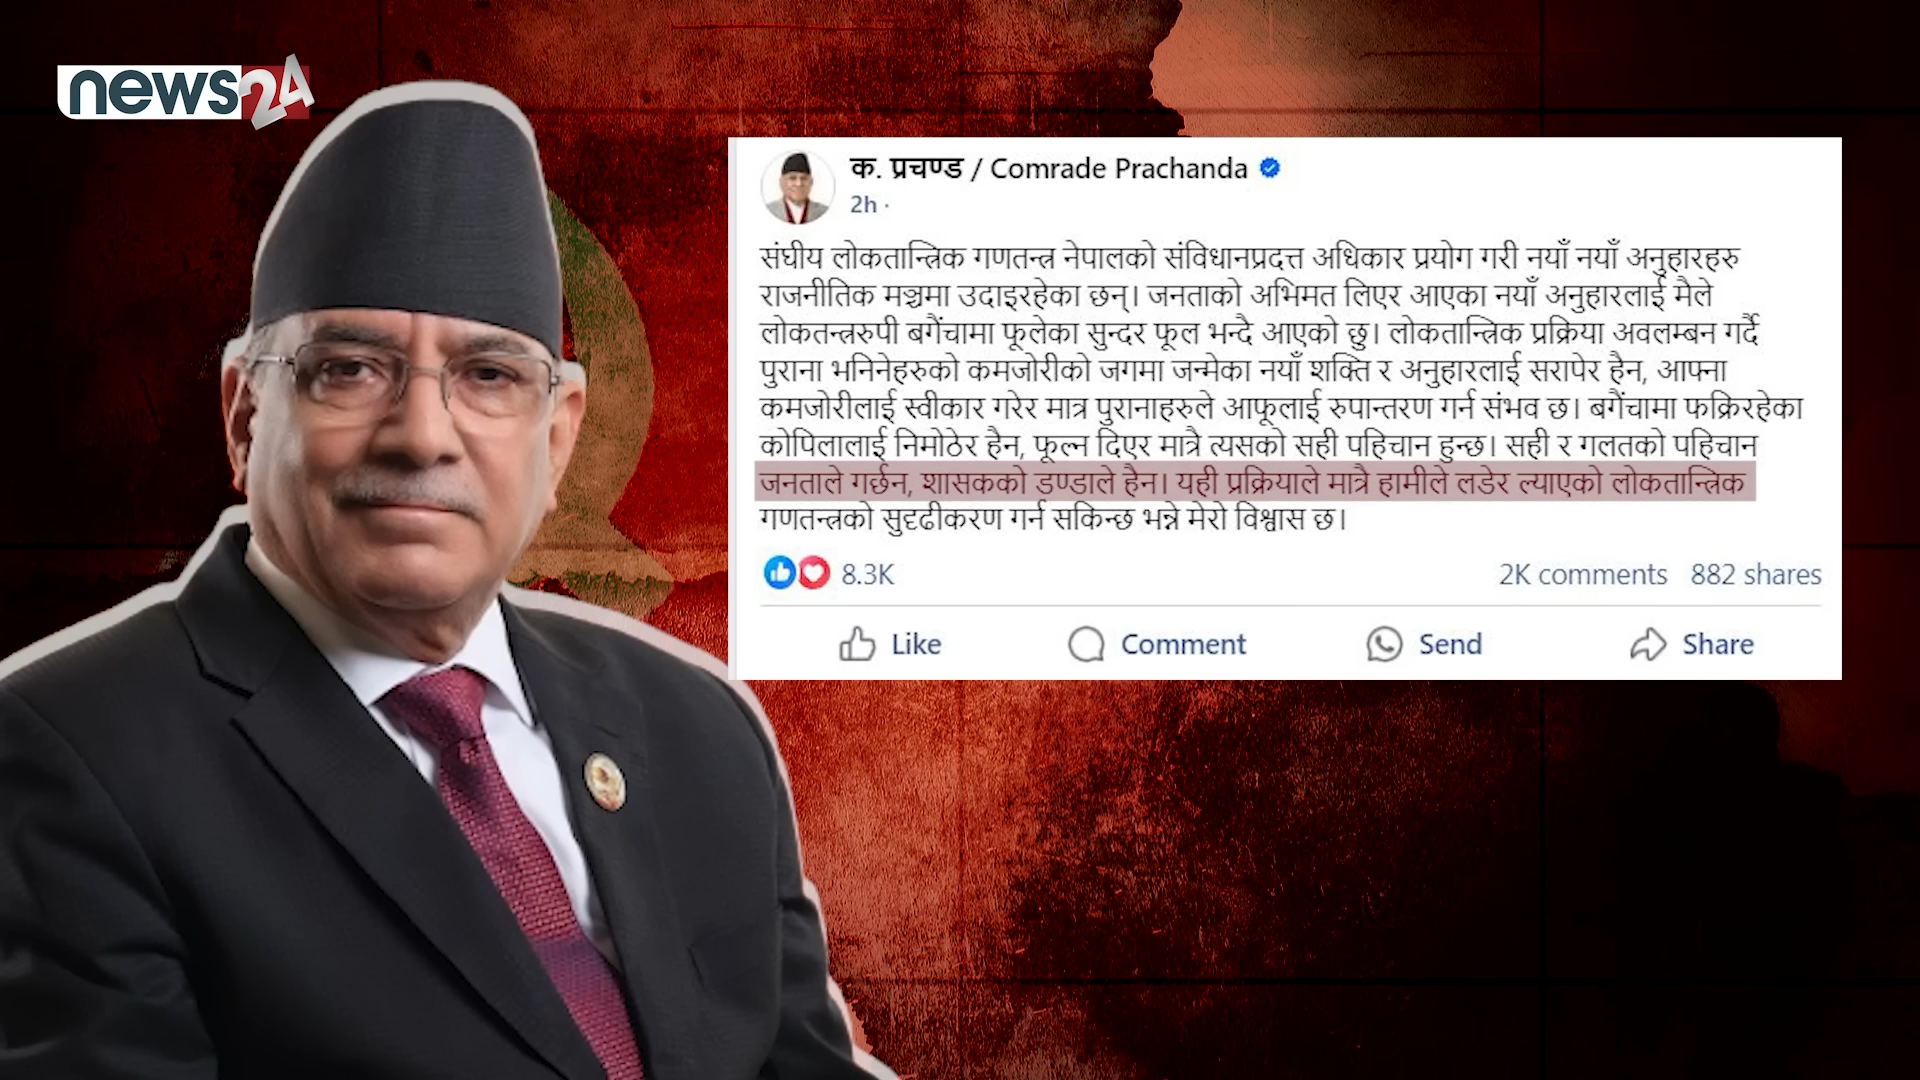 news24
क. प्रचण्ड / Comrade Prachanda
2h ·
संघीय लोकतान्त्रिक गणतन्त्र नेपालको संविधानप्रदत्त अधिकार प्रयोग गरी नयाँ नयाँ अनुहारहरु
राजनीतिक मञ्चमा उदाइरहेका छन्। जनताको अभिमत लिएर आएका नयाँ अनुहारलाई मैले
लोकतन्त्ररुपी बगैंचामा फूलेका सुन्दर फूल भन्दै आएको छु। लोकतान्त्रिक प्रक्रिया अवलम्बन गर्दै
पुराना भनिनेहरुको कमजोरीको जगमा जन्मेका नयाँ शक्ति र अनुहारलाई सरापेर हैन, आफ्ना
कमजोरीलाई स्वीकार गरेर मात्र पुरानाहरुले आफूलाई रुपान्तरण गर्न संभव छ। बगैंचामा फक्रिरहेका
कोपिलालाई निमोठेर हैन, फूल्न दिएर मात्रै त्यसको सही पहिचान हुन्छ। सही र गलतको पहिचान
जनताले गर्छन, शासकको डण्डाले हैन। यही प्रक्रियाले मात्रै हामीले लडेर ल्याएको लोकतान्त्रिक
गणतन्त्रको सुदृढीकरण गर्न सकिन्छ भन्ने मेरो विश्वास छ।
8.3K
2K comments 882 shares
Like Comment Send Share